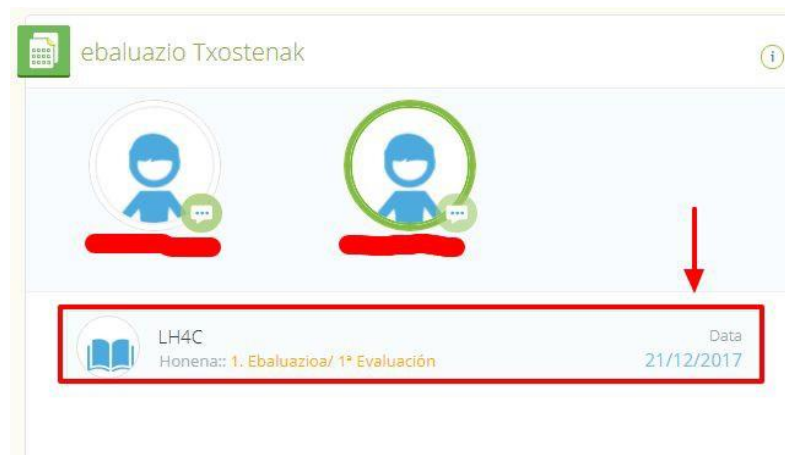 ebaluazio Txostenak
LH4C
Data
Honena:: 1. Ebaluazioa/ 1ª Evaluación
21/12/2017